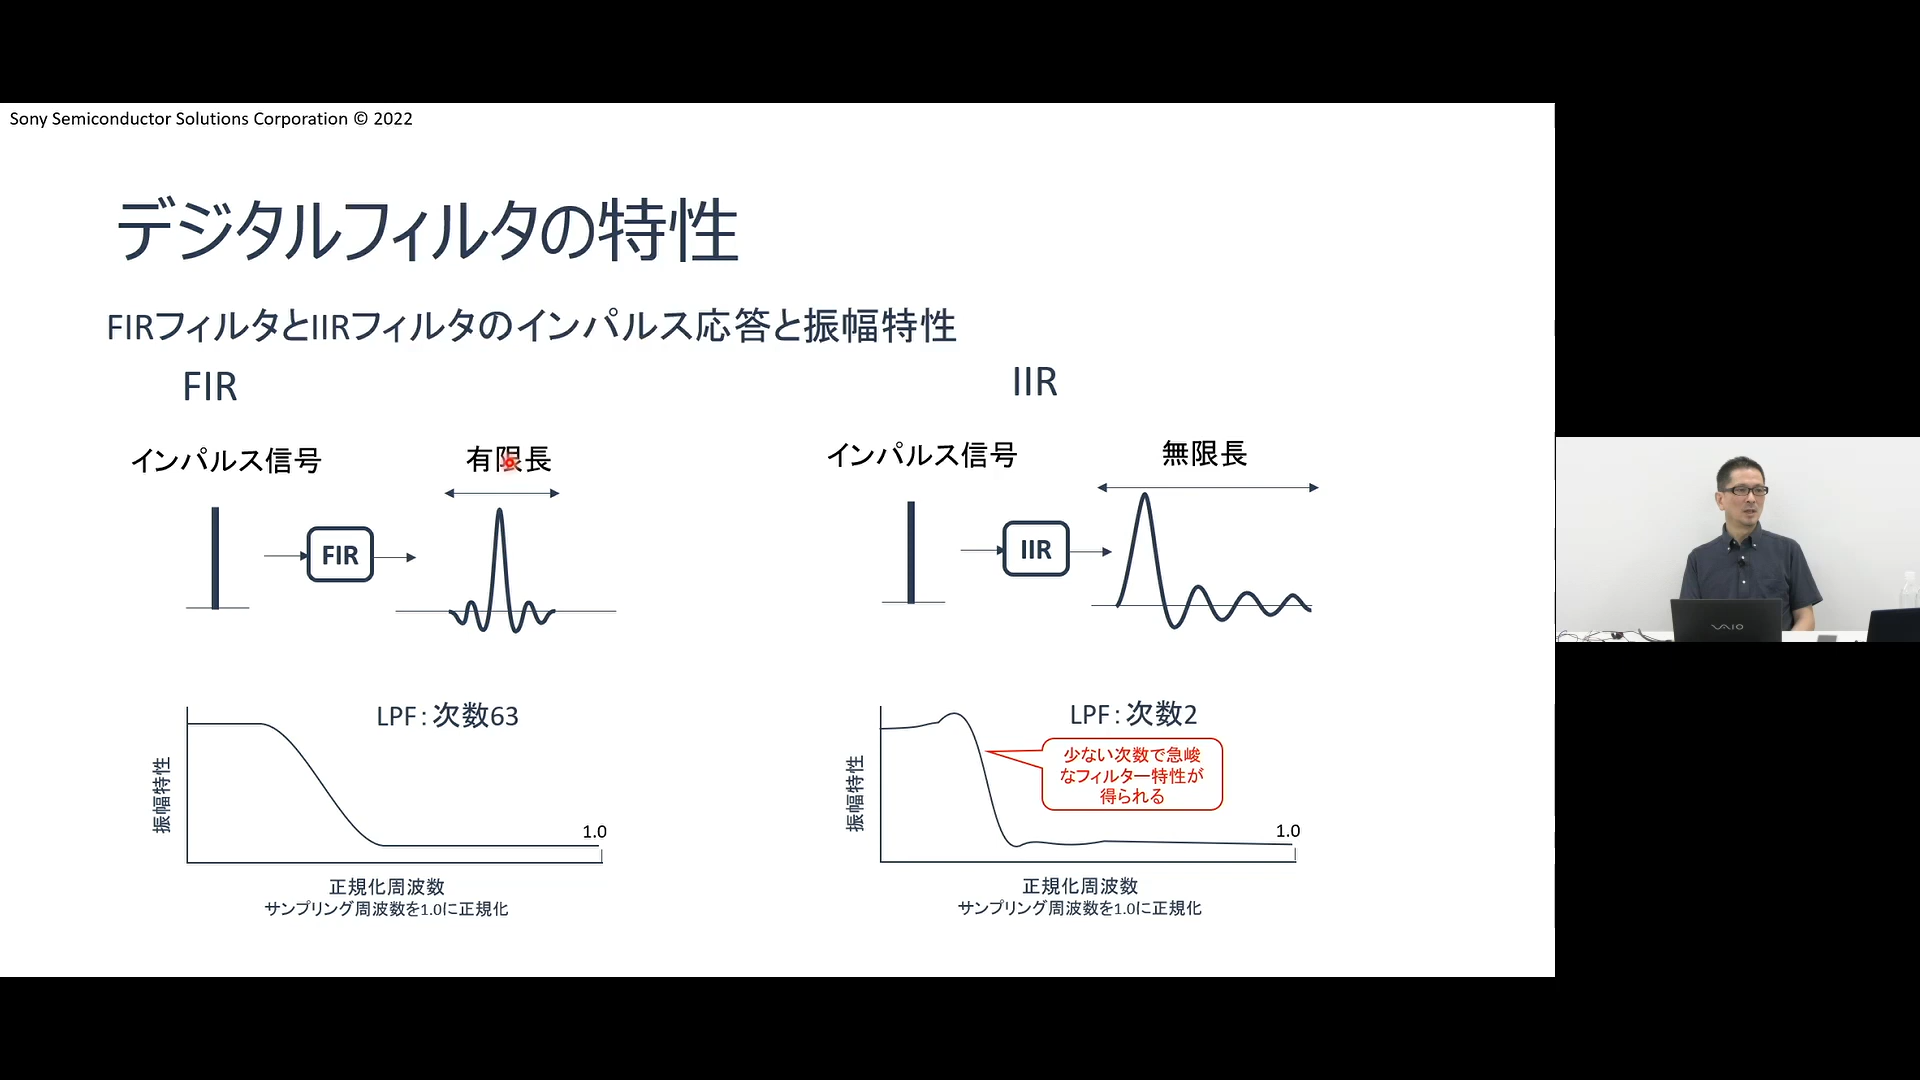 Sony Semiconductor Solutions Corporation © 2022
デジタルフィルタの特性
FIRフィルタとIIRフィルタのインパルス応答と振幅特性
FIR
インパルス信号
有限長
FIR
LPF：次数63
振幅特性
1.0
正規化周波数
サンプリング周波数を1.0に正規化
IIR
インパルス信号
無限長
IIR
LPF：次数2
少ない次数で急峻
なフィルター特性が
得られる
振幅特性
1.0
正規化周波数
サンプリング周波数を1.0に正規化
VAIO